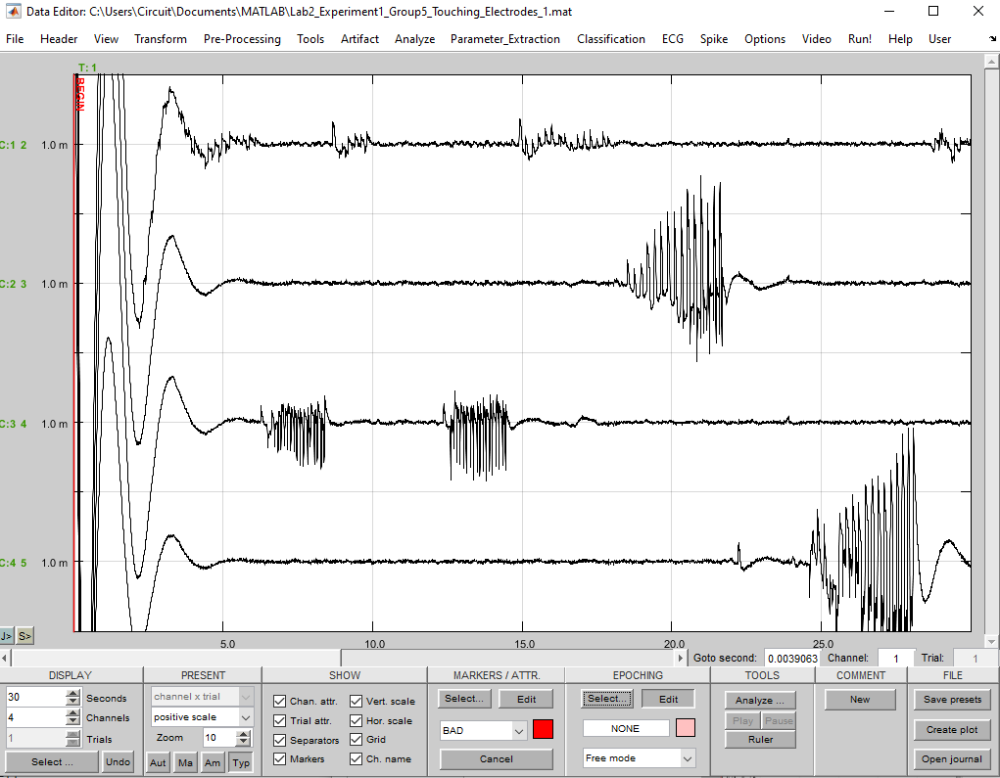 Data Editor: C:\Users\Circuit\Documents\MATLAB\Lab2_Experiment1_Group5_Touching_Electrodes_1.mat
File Header View Transform Pre-Processing Tools Artifact Analyze Parameter_Extraction Classification ECG Spike Options Video Run! Help User
T: 1
BEGIN
C:1 2 1.0 m
C:2 3 1.0 m
C:3 4 1.0 m
C:4 5 1.0 m
J> S>
5.0 10.0 15.0 20.0 25.0
Goto second: 0.0039063 Channel: 1 Trial: 1
DISPLAY PRESENT SHOW MARKERS / ATTR. EPOCHING TOOLS COMMENT FILE
30 Seconds channel x trial Chan. attr. Vert. scale Select... Edit Select... Edit Analyze ... New Save presets
4 Channels positive scale Trial attr. Hor. scale Play Pause
1 Trials Zoom 10 Separators Grid BAD NONE Ruler Create plot
Select ... Undo Aut Ma Am Typ Markers Ch. name Cancel Free mode Open journal